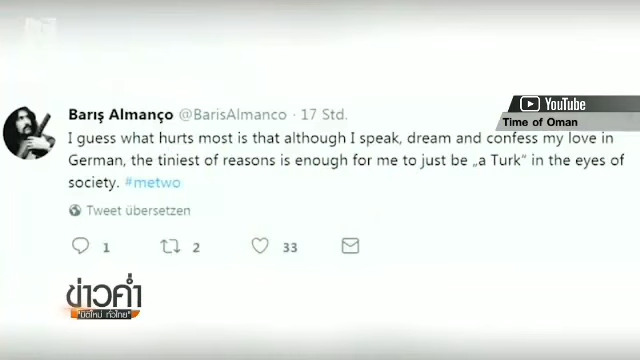 YouTube
Time of Oman
Barış Almanço @BarisAlmanco · 17 Std.
I guess what hurts most is that although I speak, dream and confess my love in
German, the tiniest of reasons is enough for me to just be „a Turk“ in the eyes of
society. #metwo
Tweet übersetzen
1 2 33
ข่าวค่ำ
"มิติใหม่ ทั่วไทย"